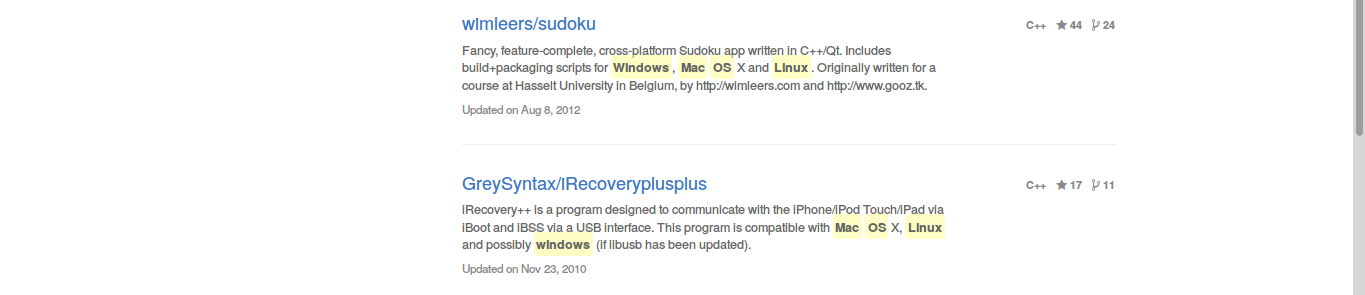 wimleers/sudoku
C++ 44 24
Fancy, feature-complete, cross-platform Sudoku app written in C++/Qt. Includes
build+packaging scripts for Windows, Mac OS X and Linux. Originally written for a
course at Hasselt University in Belgium, by http://wimleers.com and http://www.gooz.tk.
Updated on Aug 8, 2012
GreySyntax/iRecoveryplusplus
C++ 17 11
iRecovery++ is a program designed to communicate with the iPhone/iPod Touch/iPad via
iBoot and iBSS via a USB interface. This program is compatible with Mac OS X, Linux
and possibly windows (if libusb has been updated).
Updated on Nov 23, 2010